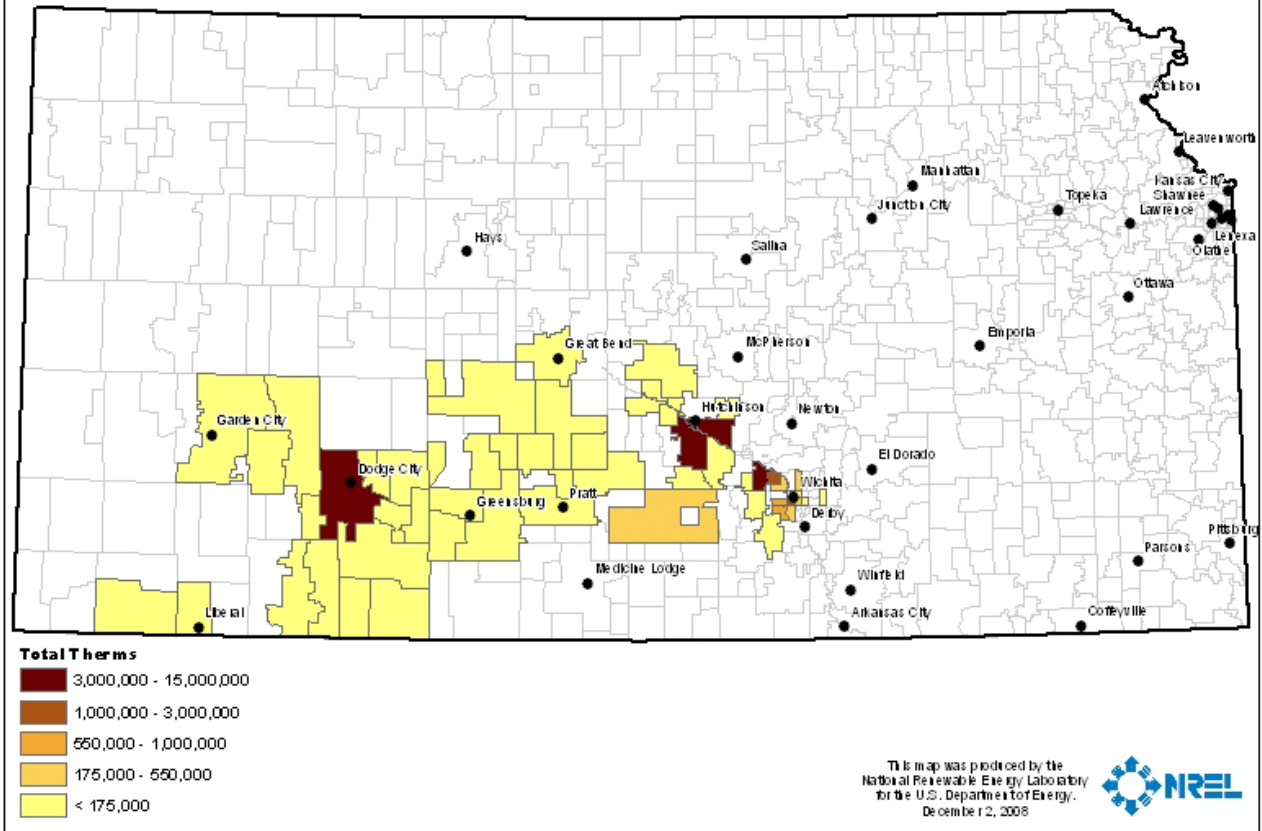 Atchison
Leavenworth
Manhattan
Kansas City
Shawnee
Junction City
Topeka
Lawrence
Lenexa
Hays
Salina
Olathe
Ottawa
Emporia
Great Bend
McPherson
Hutchinson
Newton
Garden City
El Dorado
Dodge City
Wichita
Greensburg
Pratt
Derby
Pittsburg
Parsons
Medicine Lodge
Winfield
Liberal
Arkansas City
Coffeyville
Total Therms
3,000,000 - 15,000,000
1,000,000 - 3,000,000
550,000 - 1,000,000
175,000 - 550,000
< 175,000
This map was produced by the
National Renewable Energy Laboratory
for the U.S. Department of Energy.
December 2, 2008
NREL